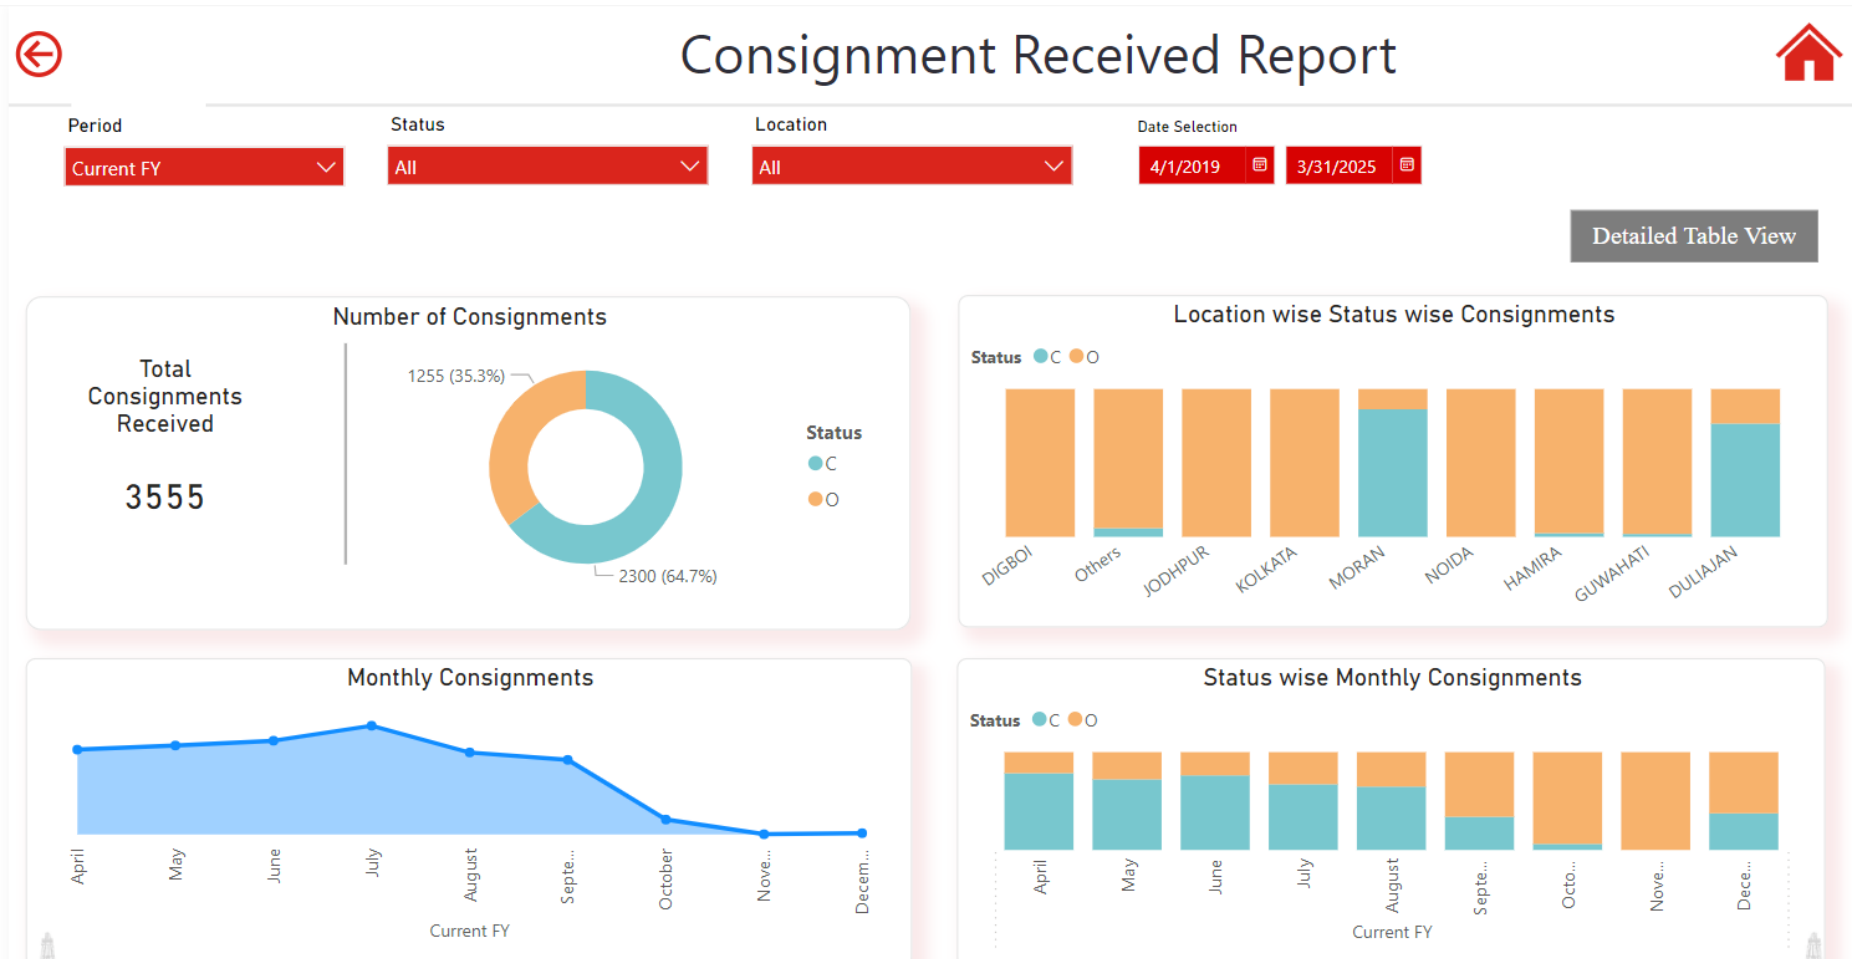 Consignment Received Report
Period
Status
Location
Date Selection
Current FY
All
All
4/1/2019
3/31/2025
Detailed Table View
Number of Consignments
Total
Consignments
Received
3555
1255 (35.3%)
2300 (64.7%)
Status
C
O
Location wise Status wise Consignments
Status C O
DIGBOI
Others
JODHPUR
KOLKATA
MORAN
NOIDA
HAMIRA
GUWAHATI
DULIAJAN
Monthly Consignments
April
May
June
July
August
Septe...
October
Nove...
Decem...
Current FY
Status wise Monthly Consignments
Status C O
April
May
June
July
August
Septe...
Octo...
Nove...
Dece...
Current FY